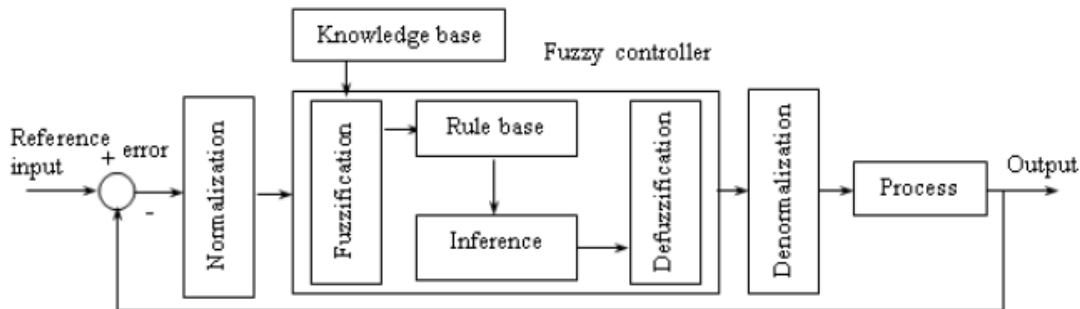 Knowledge base
Fuzzy controller
Reference
input
+
error
-
Normalization
Fuzzification
Rule base
Inference
Defuzzification
Denormalization
Process
Output